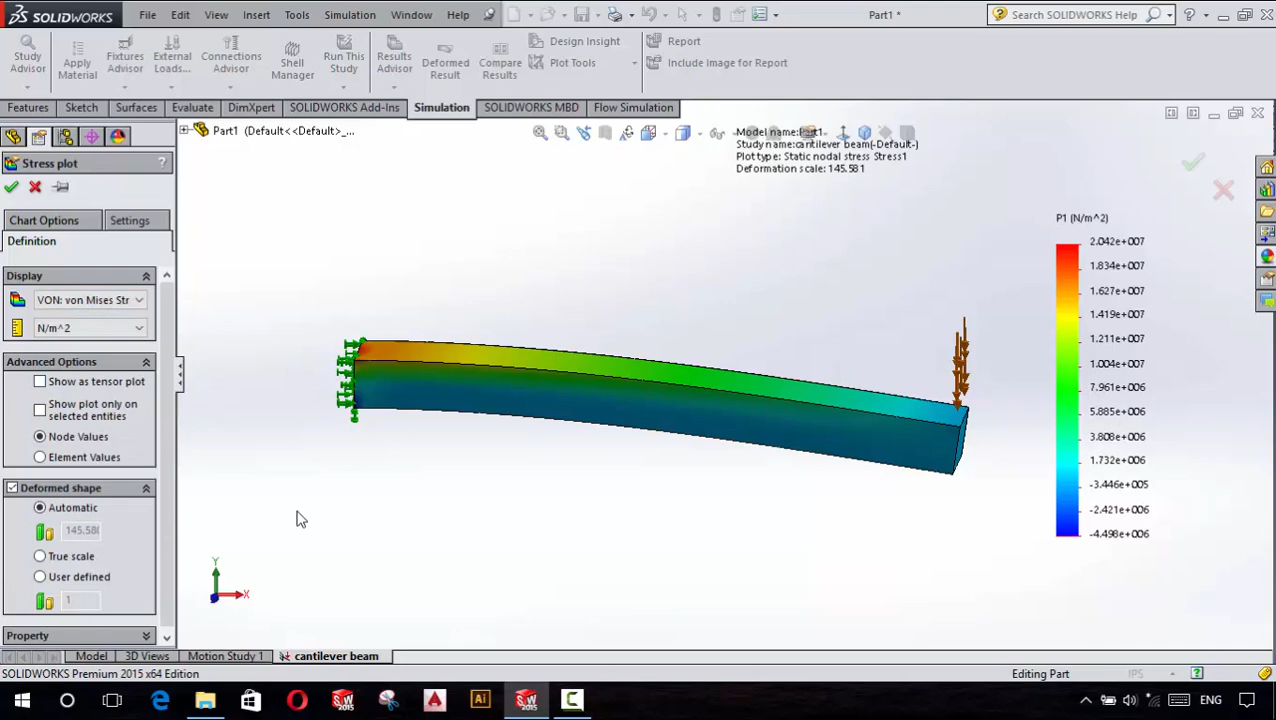 SOLIDWORKS File Edit View Insert Tools Simulation Window Help Part1 * Search SOLIDWORKS Help
Study Advisor
Apply Material
Fixtures Advisor
External Loads...
Connections Advisor
Shell Manager
Run This Study
Results Advisor
Deformed Result
Compare Results
Design Insight
Plot Tools
Report
Include Image for Report
Features Sketch Surfaces Evaluate DimXpert SOLIDWORKS Add-Ins Simulation SOLIDWORKS MBD Flow Simulation
Part1 (Default<<Default>_...
Model name:Part1
Study name:cantilever beam(-Default-)
Plot type: Static nodal stress Stress1
Deformation scale: 145.581
Stress plot ?
Chart Options Settings
Definition
Display
VON: von Mises Str
N/m^2
Advanced Options
Show as tensor plot
Show plot only on
selected entities
Node Values
Element Values
Deformed shape
Automatic
145.580
True scale
User defined
1
Property
P1 (N/m^2)
2.042e+007
1.834e+007
1.627e+007
1.419e+007
1.211e+007
1.004e+007
7.961e+006
5.885e+006
3.808e+006
1.732e+006
-3.446e+005
-2.421e+006
-4.498e+006
Y
X
Model 3D Views Motion Study 1 cantilever beam
SOLIDWORKS Premium 2015 x64 Edition Editing Part IPS ?
SW 2015 A Ai SW 2015 C ENG